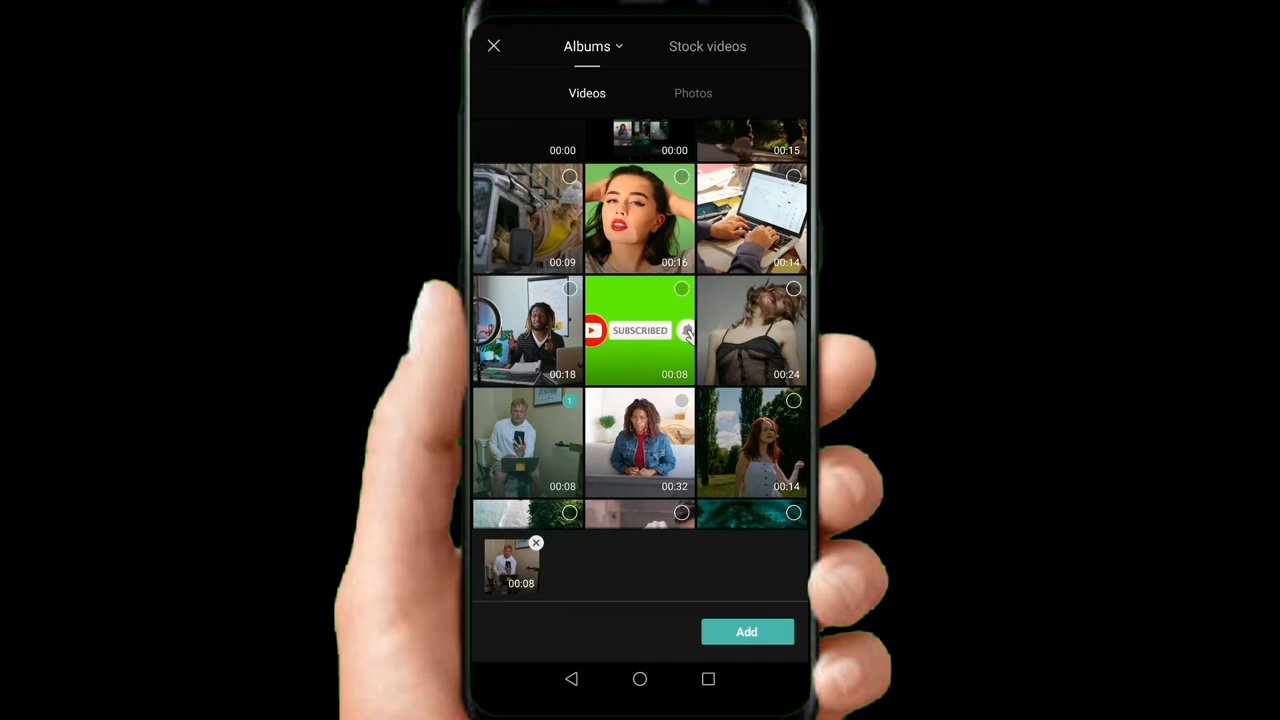 Albums Stock videos
Videos Photos
00:00 00:00 00:15
00:09 00:16 00:14
SUBSCRIBED
00:18 00:08 00:24
1
00:08 00:32 00:14
00:08
Add